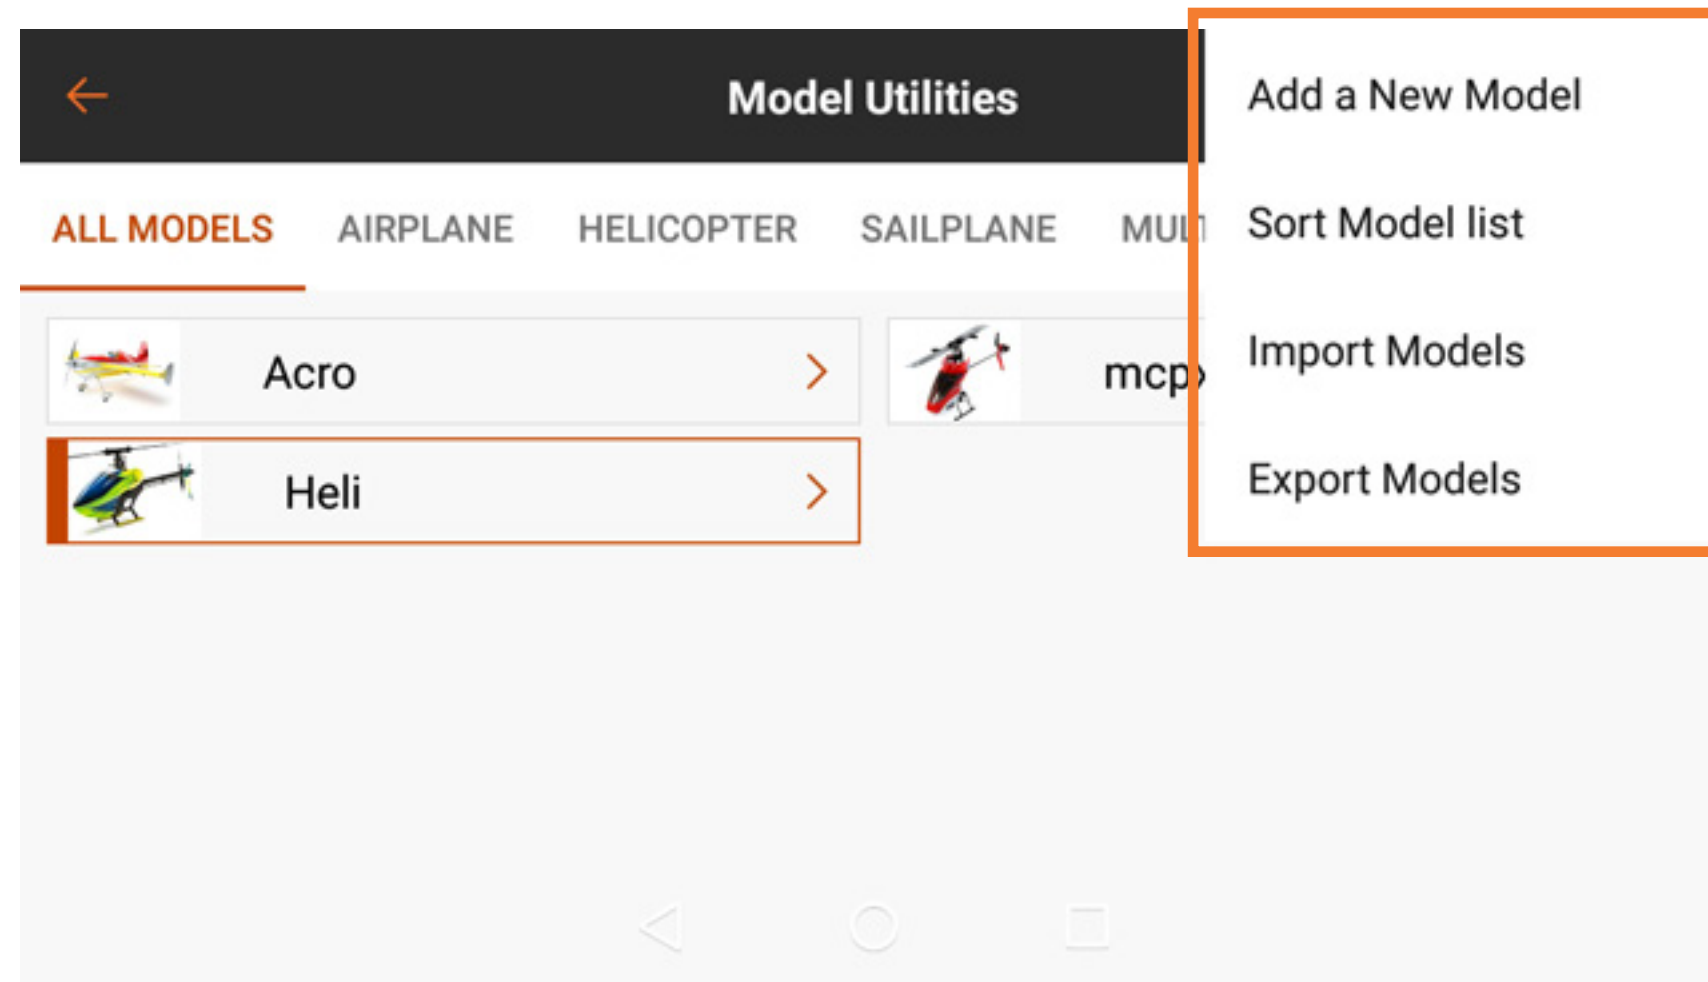 Model Utilities
Add a New Model
Sort Model list
Import Models
Export Models
ALL MODELS AIRPLANE HELICOPTER SAILPLANE
Acro
Heli